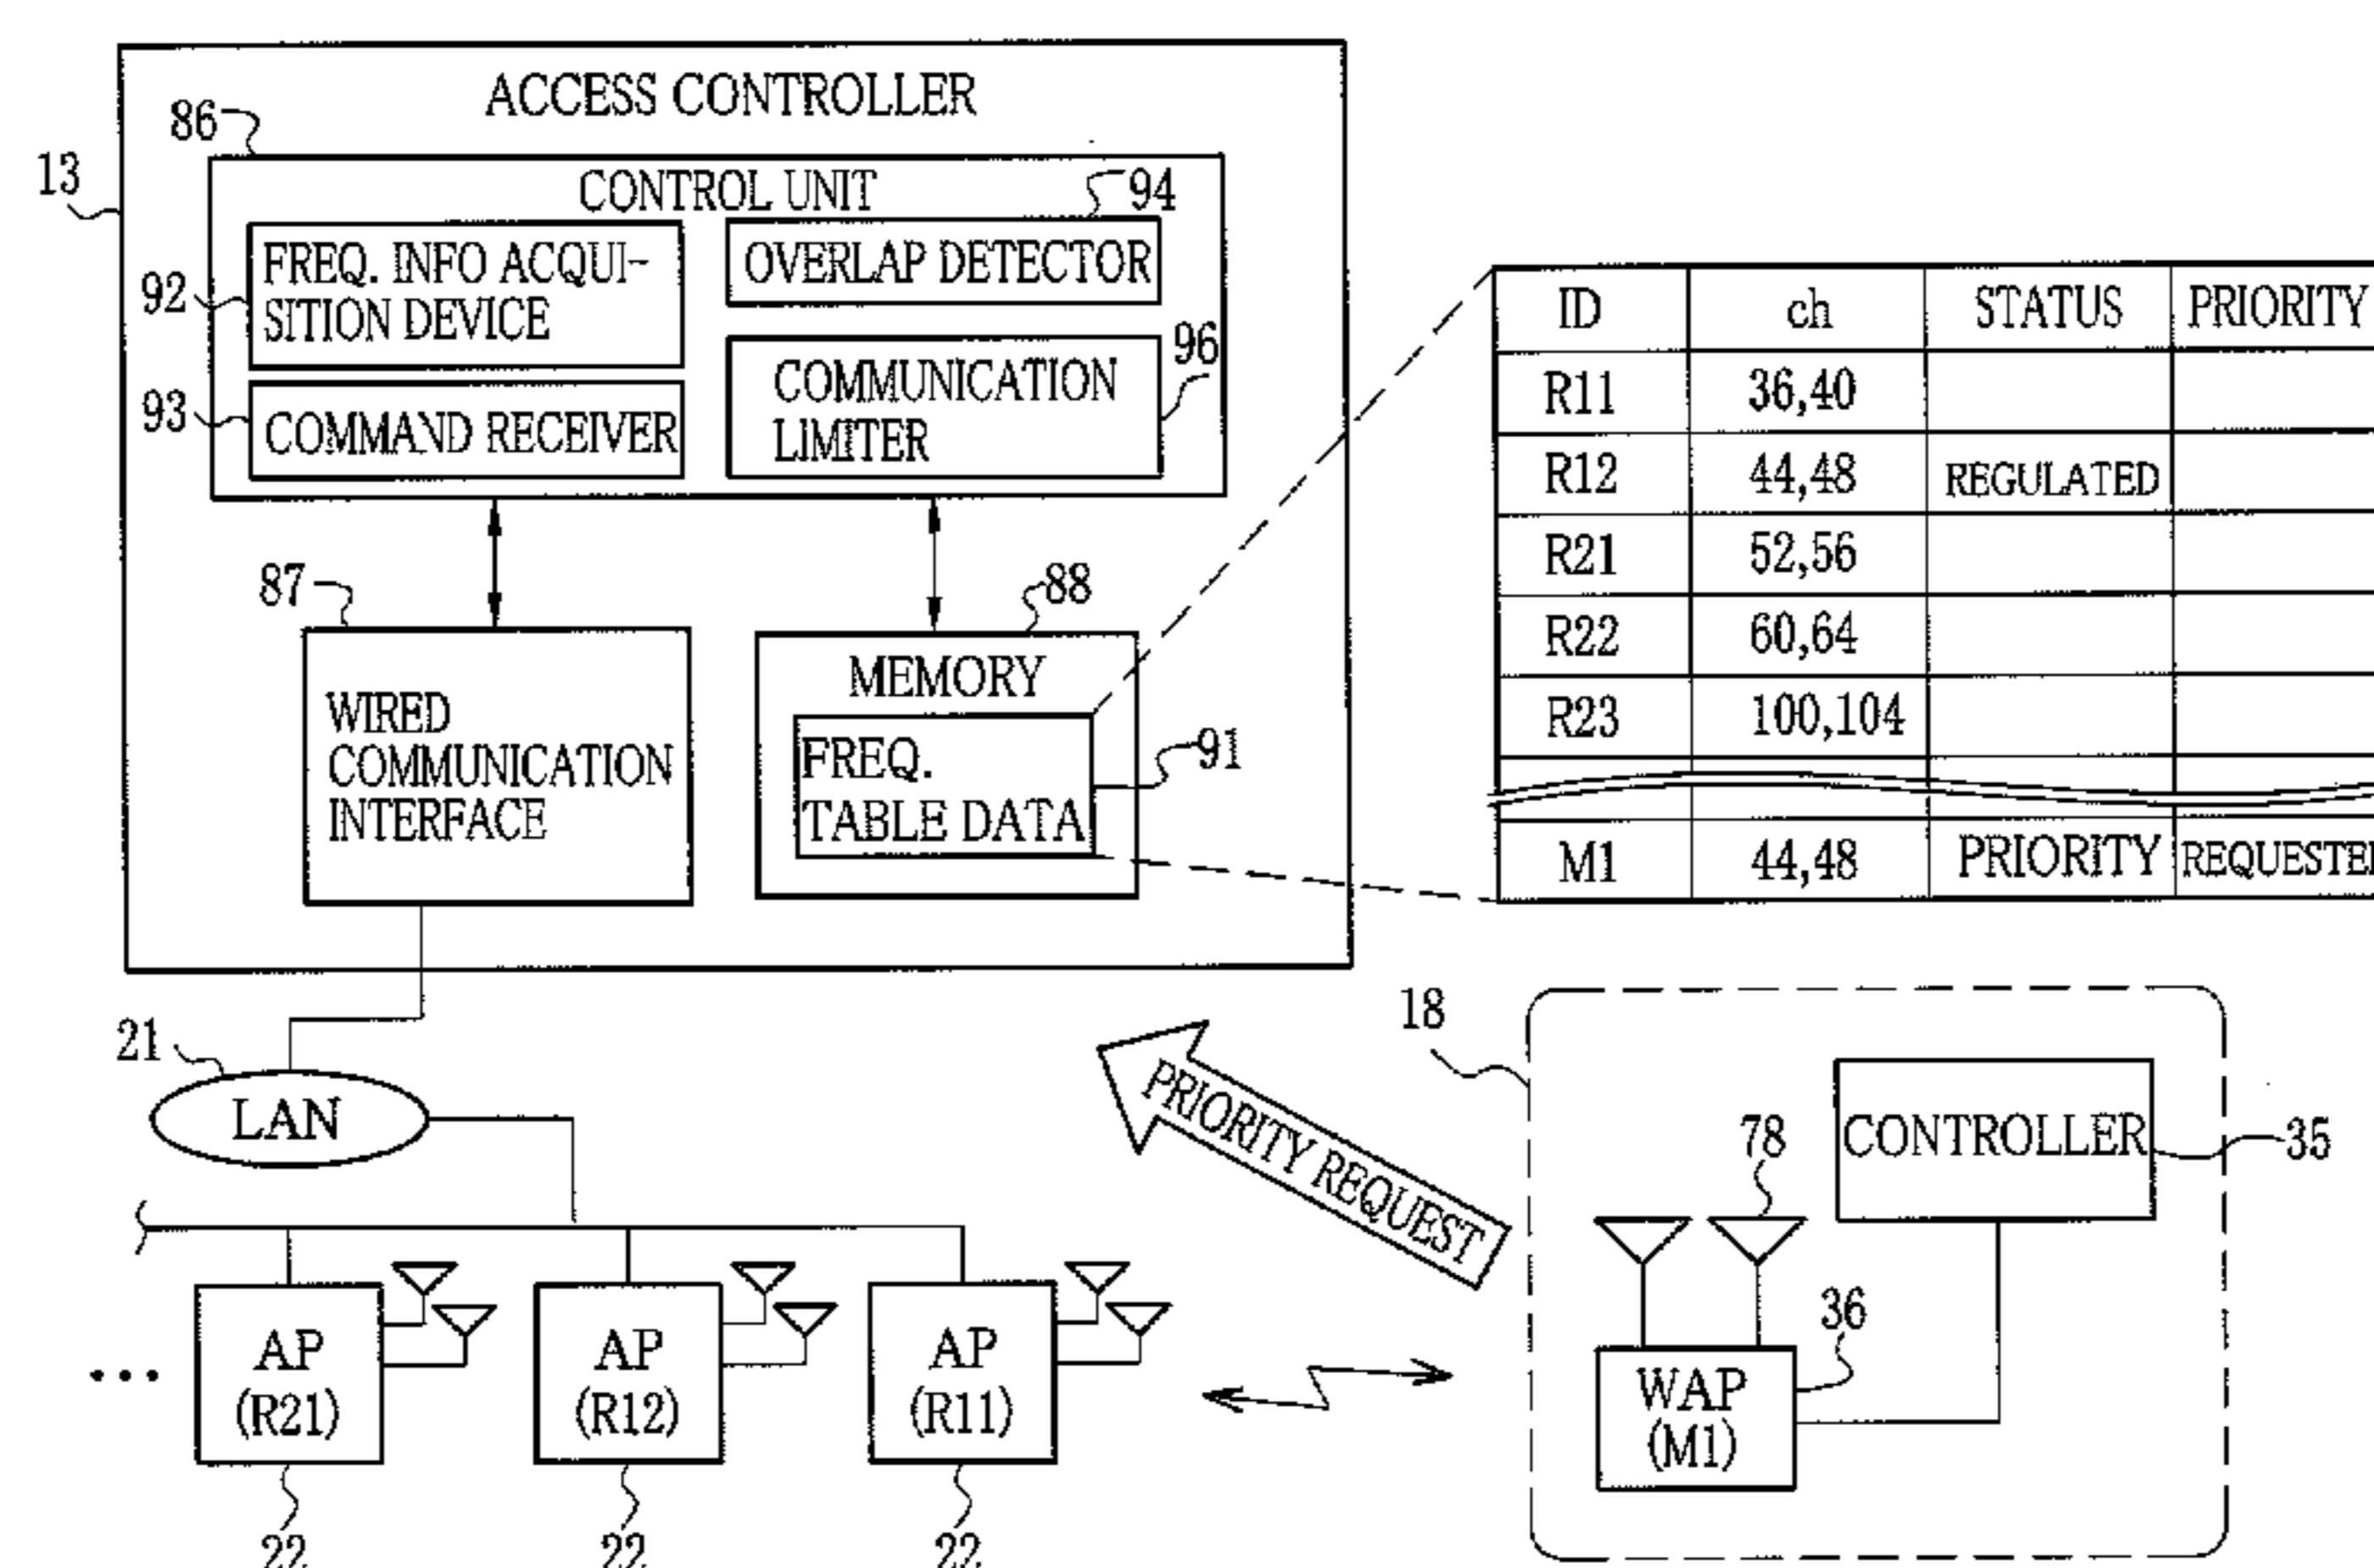 ACCESS CONTROLLER
86
13
CONTROL UNIT
94
FREQ. INFO ACQUI-
SITION DEVICE
92
OVERLAP DETECTOR
96
COMMUNICATION
LIMITER
93
COMMAND RECEIVER
87
88
WIRED
COMMUNICATION
INTERFACE
MEMORY
FREQ.
TABLE DATA
91
ID ch STATUS PRIORITY
R11 36,40
R12 44,48 REGULATED
R21 52,56
R22 60,64
R23 100,104
M1 44,48 PRIORITY REQUESTE
21
LAN
PRIORITY REQUEST
18
CONTROLLER
35
78
36
WAP
(M1)
...
AP
(R21)
AP
(R12)
AP
(R11)
22
22
22